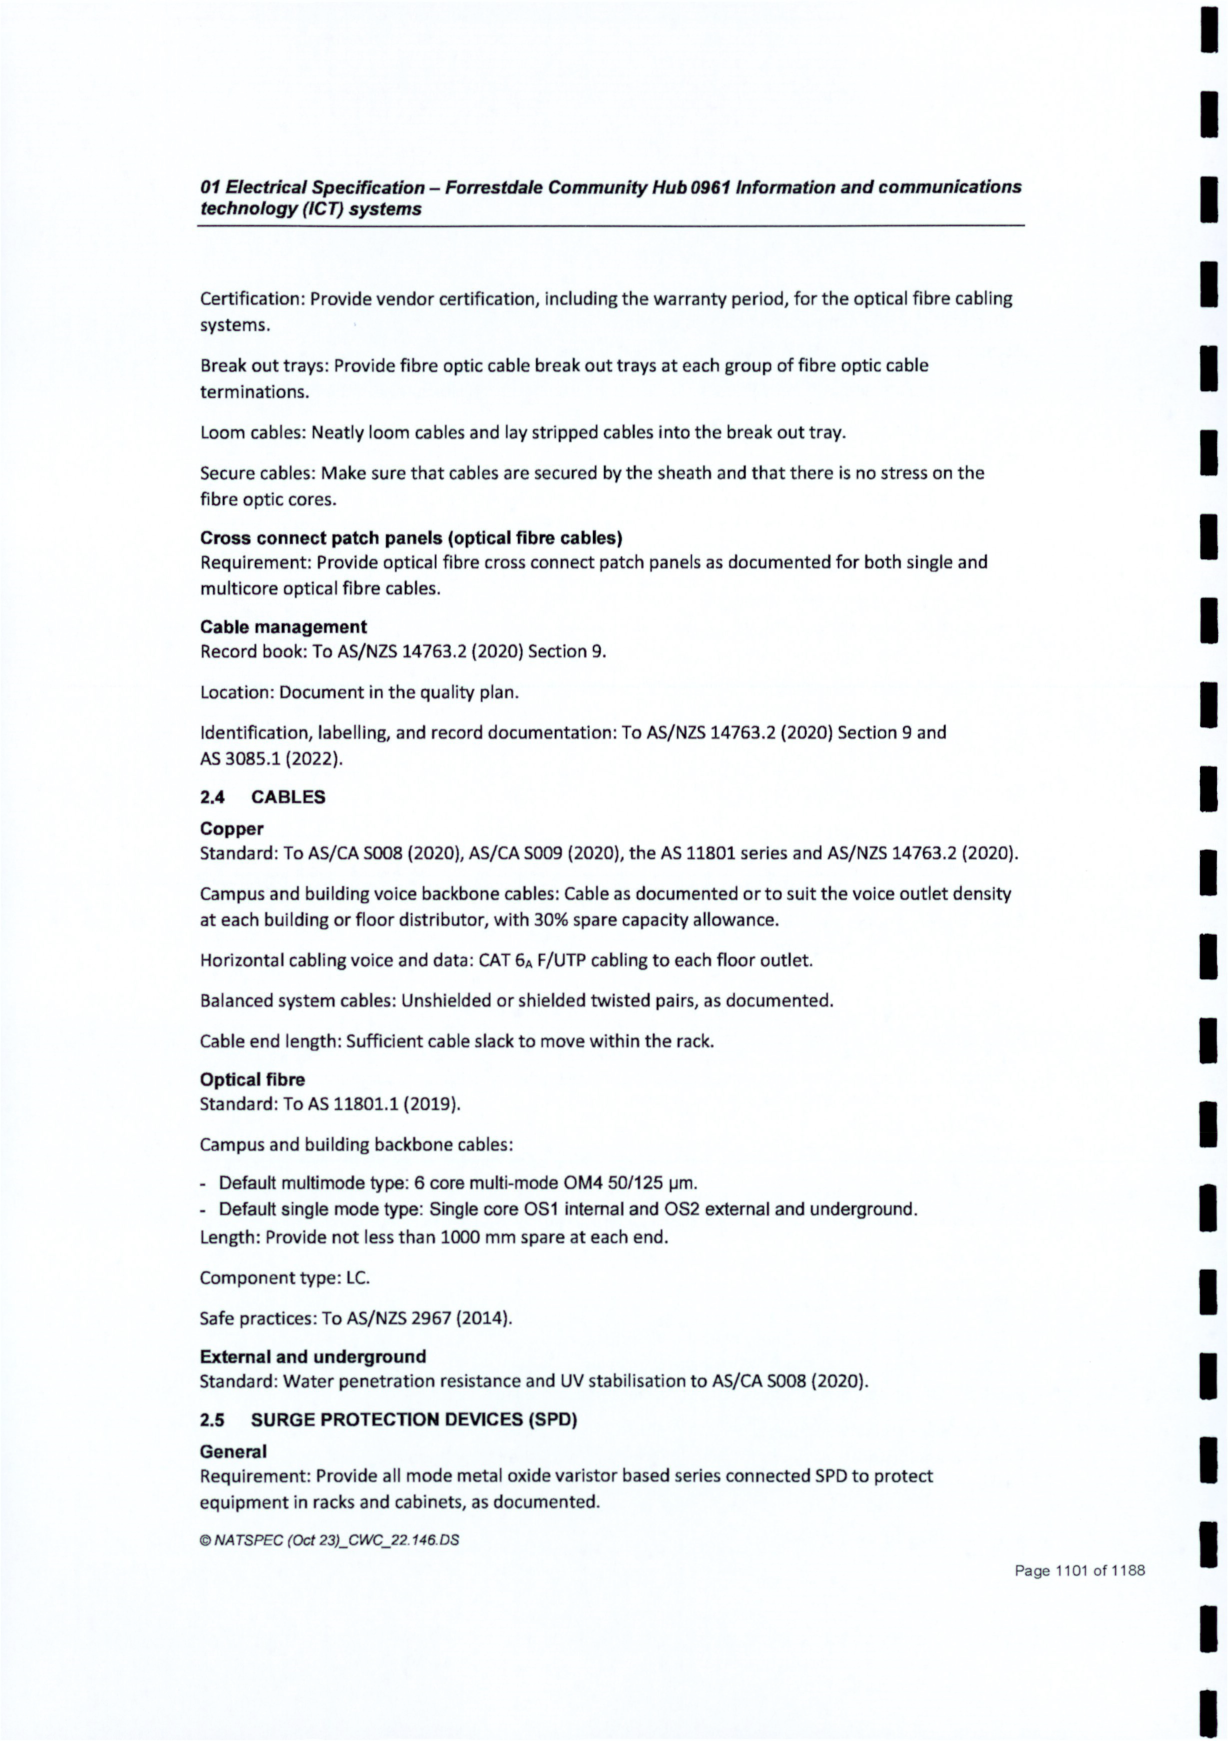 01 Electrical Specification – Forrestdale Community Hub 0961 Information and communications
technology (ICT) systems
Certification: Provide vendor certification, including the warranty period, for the optical fibre cabling
systems.
Break out trays: Provide fibre optic cable break out trays at each group of fibre optic cable
terminations.
Loom cables: Neatly loom cables and lay stripped cables into the break out tray.
Secure cables: Make sure that cables are secured by the sheath and that there is no stress on the
fibre optic cores.
Cross connect patch panels (optical fibre cables)
Requirement: Provide optical fibre cross connect patch panels as documented for both single and
multicore optical fibre cables.
Cable management
Record book: To AS/NZS 14763.2 (2020) Section 9.
Location: Document in the quality plan.
Identification, labelling, and record documentation: To AS/NZS 14763.2 (2020) Section 9 and
AS 3085.1 (2022).
2.4 CABLES
Copper
Standard: To AS/CA S008 (2020), AS/CA S009 (2020), the AS 11801 series and AS/NZS 14763.2 (2020).
Campus and building voice backbone cables: Cable as documented or to suit the voice outlet density
at each building or floor distributor, with 30% spare capacity allowance.
Horizontal cabling voice and data: CAT 6A F/UTP cabling to each floor outlet.
Balanced system cables: Unshielded or shielded twisted pairs, as documented.
Cable end length: Sufficient cable slack to move within the rack.
Optical fibre
Standard: To AS 11801.1 (2019).
Campus and building backbone cables:
- Default multimode type: 6 core multi-mode OM4 50/125 µm.
- Default single mode type: Single core OS1 internal and OS2 external and underground.
Length: Provide not less than 1000 mm spare at each end.
Component type: LC.
Safe practices: To AS/NZS 2967 (2014).
External and underground
Standard: Water penetration resistance and UV stabilisation to AS/CA S008 (2020).
2.5 SURGE PROTECTION DEVICES (SPD)
General
Requirement: Provide all mode metal oxide varistor based series connected SPD to protect
equipment in racks and cabinets, as documented.
© NATSPEC (Oct 23)_CWC_22.146.DS
Page 1101 of 1188